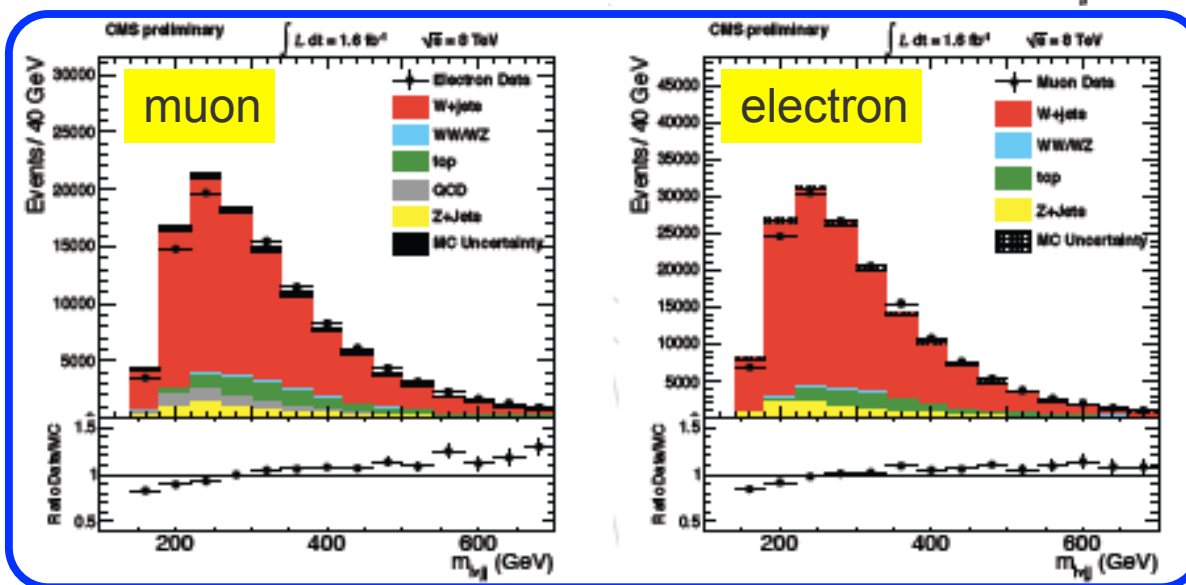 CMS preliminary ∫ L dt = 1.6 fb⁻¹ √s = 8 TeV
muon
Events/ 40 GeV
30000
25000
20000
15000
10000
5000
Electron Data
W+jets
WW/WZ
top
QCD
Z+Jets
MC Uncertainty
Ratio Data/MC
1.5
1
0.5
200 400 600
m_lνjj (GeV)
CMS preliminary ∫ L dt = 1.6 fb⁻¹ √s = 8 TeV
electron
Events/ 40 GeV
45000
40000
35000
30000
25000
20000
15000
10000
5000
Muon Data
W+jets
WW/WZ
top
Z+Jets
MC Uncertainty
Ratio Data/MC
1.5
1
0.5
200 400 600
m_lνjj (GeV)